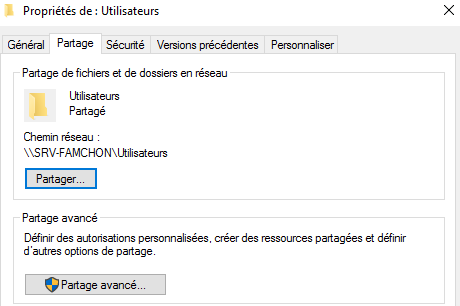 Propriétés de : Utilisateurs
Général
Partage
Sécurité
Versions précédentes
Personnaliser
Partage de fichiers et de dossiers en réseau
Utilisateurs
Partagé
Chemin réseau :
\\SRV-FAMCHON\Utilisateurs
Partager...
Partage avancé
Définir des autorisations personnalisées, créer des ressources partagées et définir
d'autres options de partage.
Partage avancé...